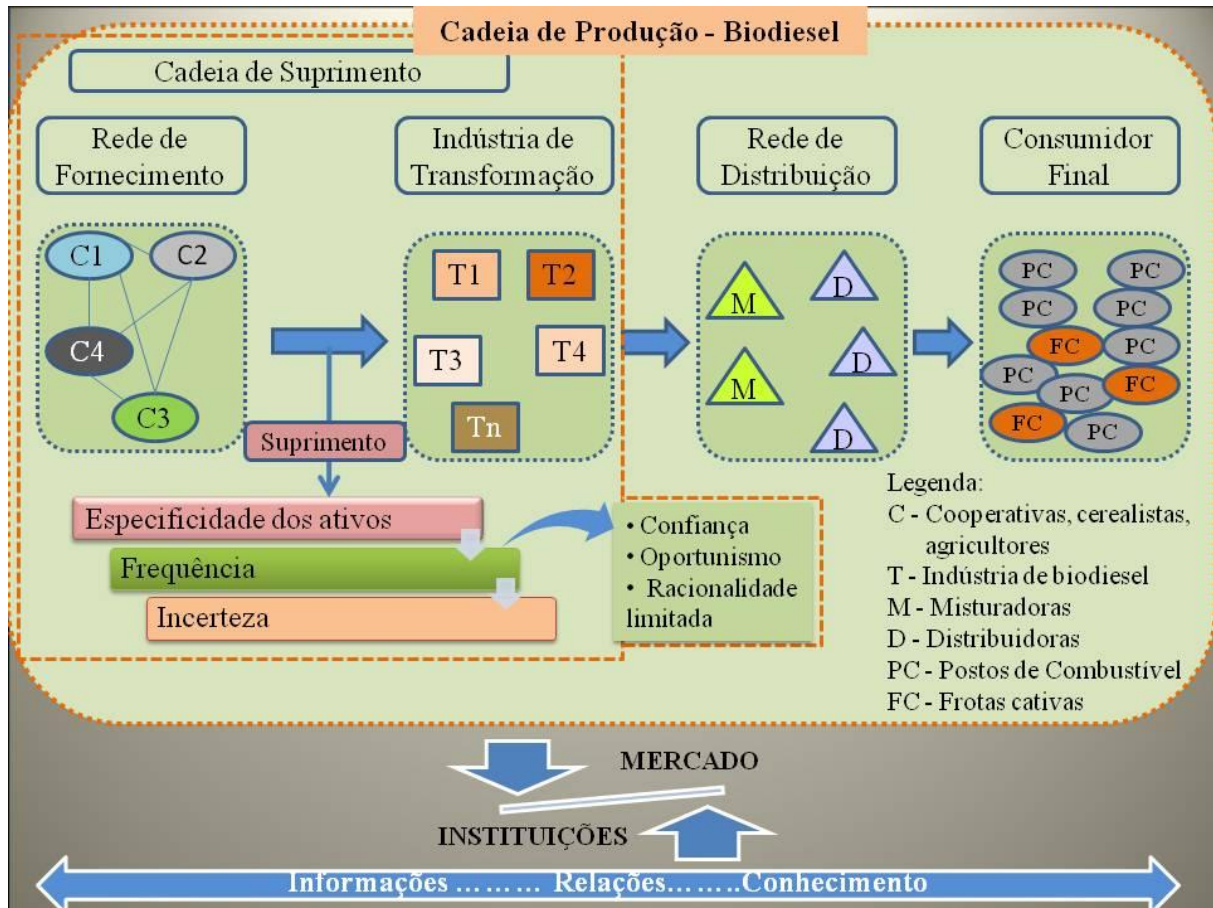 Cadeia de Produção - Biodiesel
Cadeia de Suprimento
Rede de
Fornecimento
Indústria de
Transformação
Rede de
Distribuição
Consumidor
Final
C1
C2
C4
C3
T1
T2
T3
T4
Tn
M
D
D
M
D
PC
PC
PC
PC
FC
PC
PC
PC
FC
FC
PC
Suprimento
Especificidade dos ativos
Frequência
Incerteza
• Confiança
• Oportunismo
• Racionalidade
limitada
Legenda:
C - Cooperativas, cerealistas,
agricultores
T - Indústria de biodiesel
M - Misturadoras
D - Distribuidoras
PC - Postos de Combustível
FC - Frotas cativas
MERCADO
INSTITUIÇÕES
Informações ... ... ... Relações... .....Conhecimento